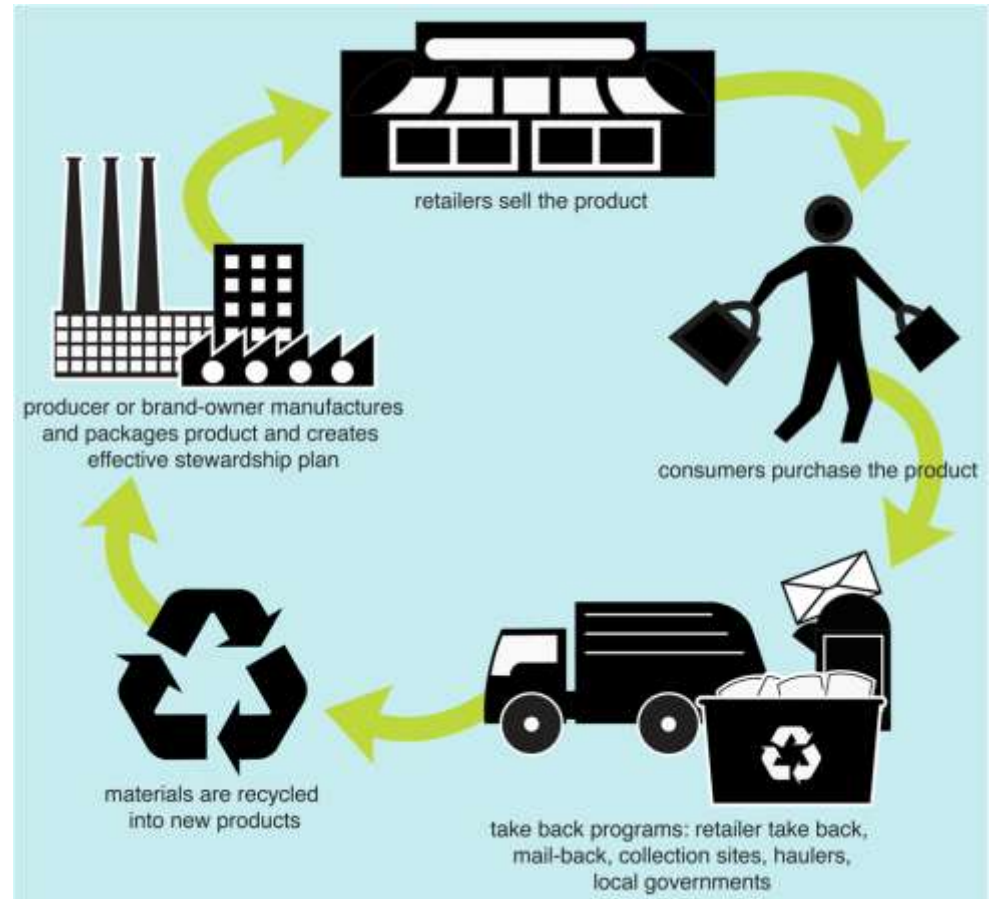 retailers sell the product
producer or brand-owner manufactures
and packages product and creates
effective stewardship plan
consumers purchase the product
materials are recycled
into new products
take back programs: retailer take back,
mail-back, collection sites, haulers,
local governments